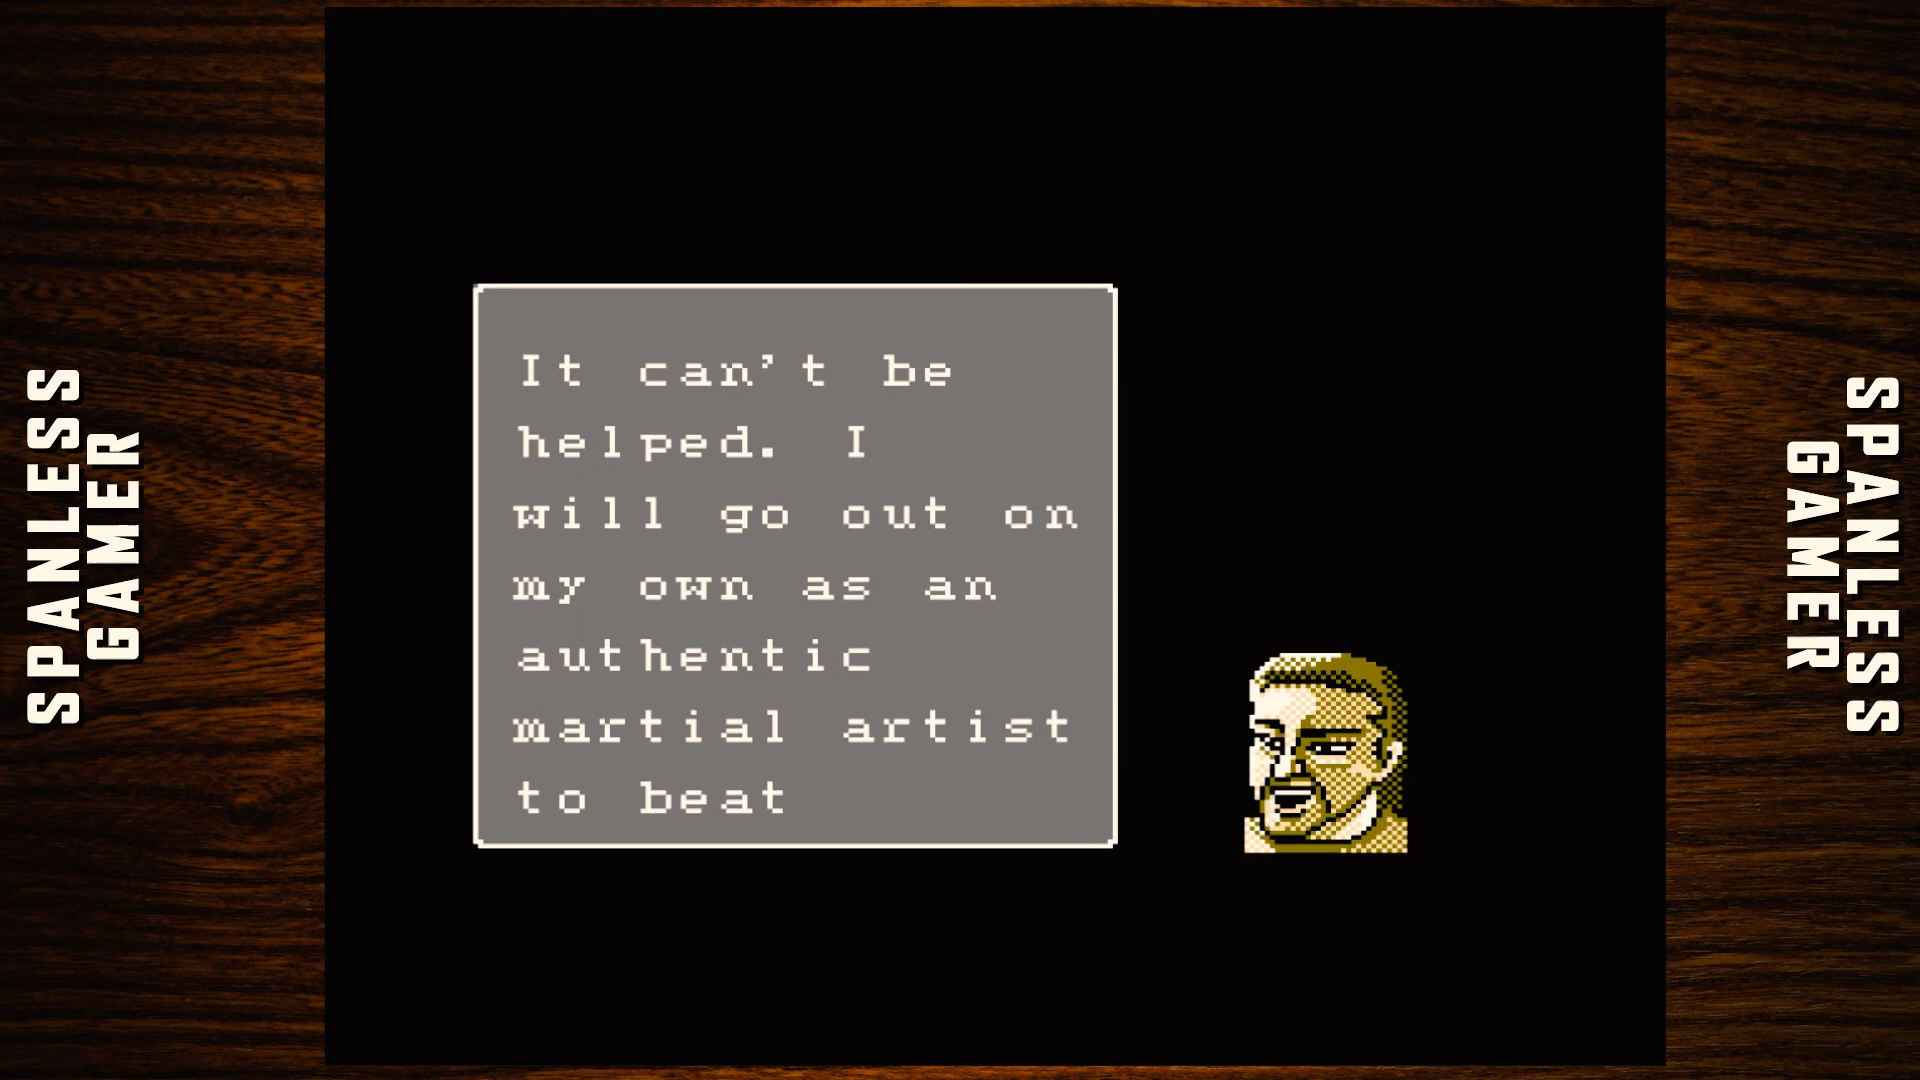 SPANLESS
GAMER
It can't be
helped. I
will go out on
my own as an
authentic
martial artist
to beat
SPANLESS
GAMER